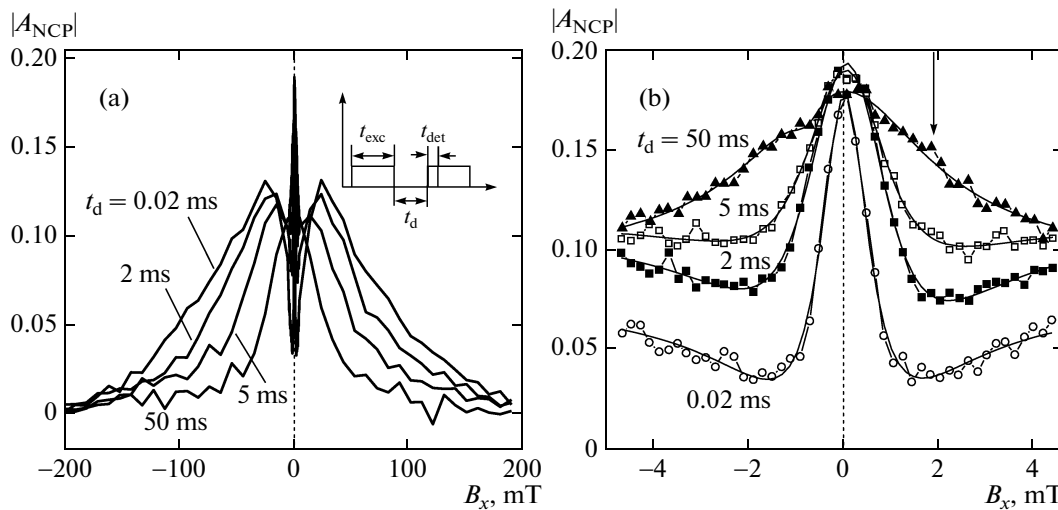 |A_NCP|
0.20
(a)
t_exc
t_det
t_d
0.15
t_d = 0.02 ms
0.10
2 ms
0.05
5 ms
50 ms
0
−200
−100
0
100
200
B_x, mT
|A_NCP|
0.20
(b)
t_d = 50 ms
0.15
5 ms
0.10
2 ms
0.05
0.02 ms
0
−4
−2
0
2
4
B_x, mT